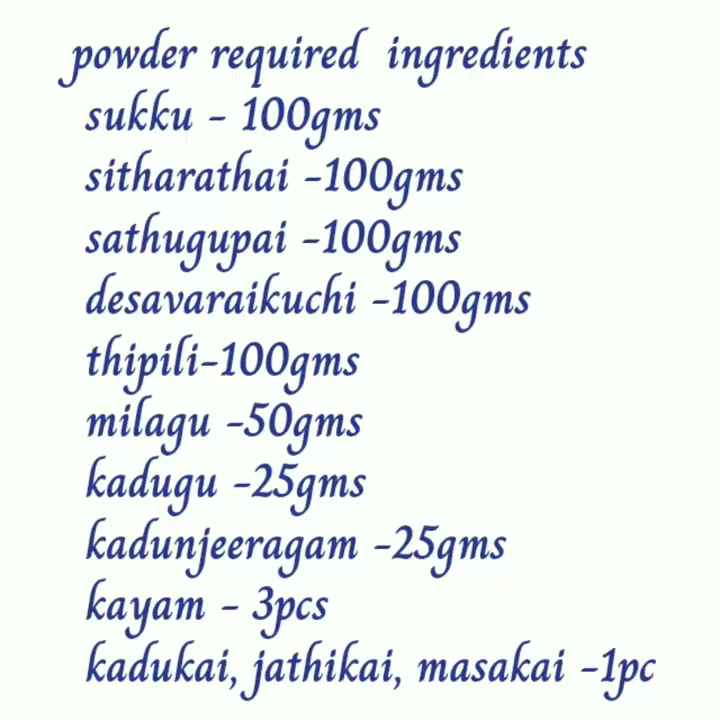 powder required ingredients
sukku - 100gms
sitharathai -100gms
sathugupai -100gms
desavaraikuchi -100gms
thipili-100gms
milagu -50gms
kadugu -25gms
kadunjeeragam -25gms
kayam - 3pcs
kadukai, jathikai, masakai -1pc